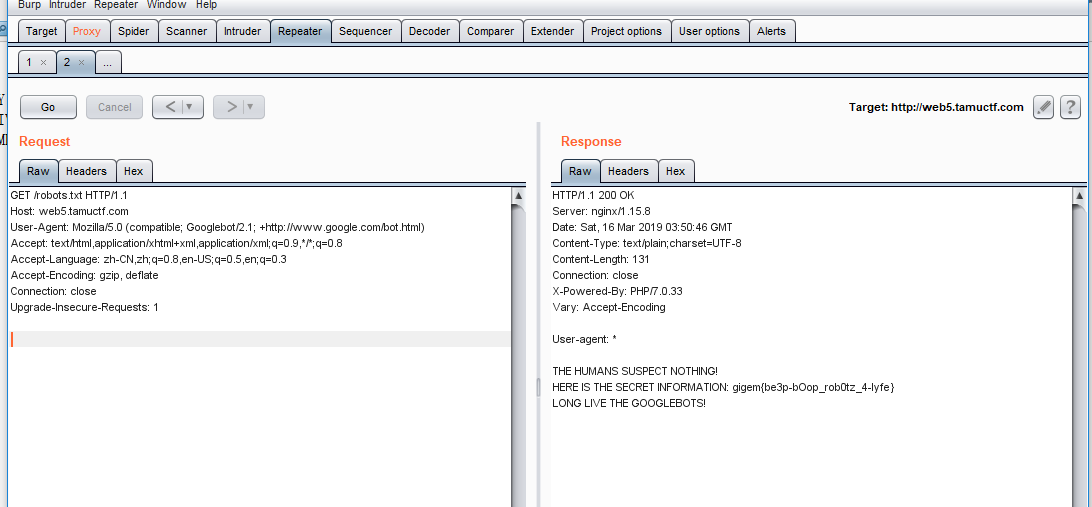 Burp Intruder Repeater Window Help
Target Proxy Spider Scanner Intruder Repeater Sequencer Decoder Comparer Extender Project options User options Alerts
1 × 2 × ...
Go Cancel < > Target: http://web5.tamuctf.com ?
Request
Raw Headers Hex
GET /robots.txt HTTP/1.1
Host: web5.tamuctf.com
User-Agent: Mozilla/5.0 (compatible; Googlebot/2.1; +http://www.google.com/bot.html)
Accept: text/html,application/xhtml+xml,application/xml;q=0.9,*/*;q=0.8
Accept-Language: zh-CN,zh;q=0.8,en-US;q=0.5,en;q=0.3
Accept-Encoding: gzip, deflate
Connection: close
Upgrade-Insecure-Requests: 1
Response
Raw Headers Hex
HTTP/1.1 200 OK
Server: nginx/1.15.8
Date: Sat, 16 Mar 2019 03:50:46 GMT
Content-Type: text/plain;charset=UTF-8
Content-Length: 131
Connection: close
X-Powered-By: PHP/7.0.33
Vary: Accept-Encoding
User-agent: *
THE HUMANS SUSPECT NOTHING!
HERE IS THE SECRET INFORMATION: gigem{be3p-bOop_rob0tz_4-lyfe}
LONG LIVE THE GOOGLEBOTS!